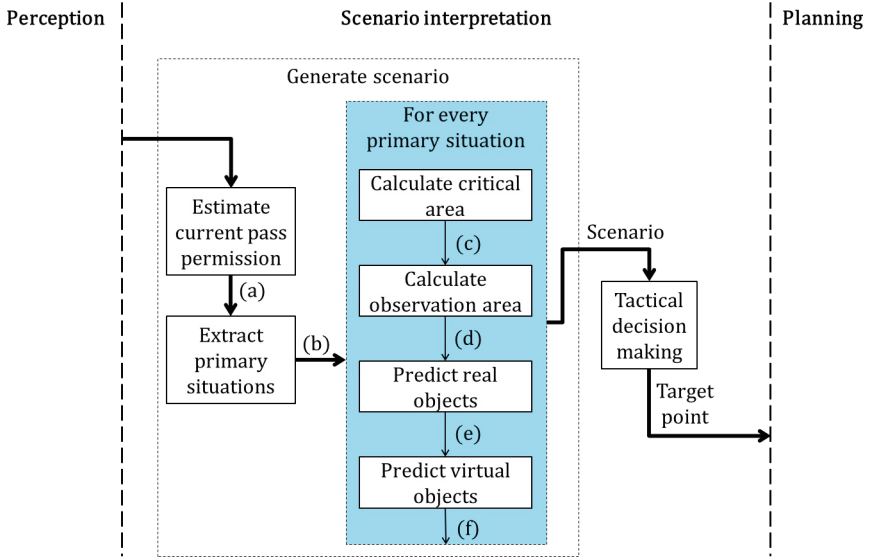 Perception
Scenario interpretation
Planning
Generate scenario
For every
primary situation
Estimate
current pass
permission
(a)
Extract
primary
situations
(b)
Calculate critical
area
(c)
Calculate
observation area
(d)
Predict real
objects
(e)
Predict virtual
objects
(f)
Scenario
Tactical
decision
making
Target
point